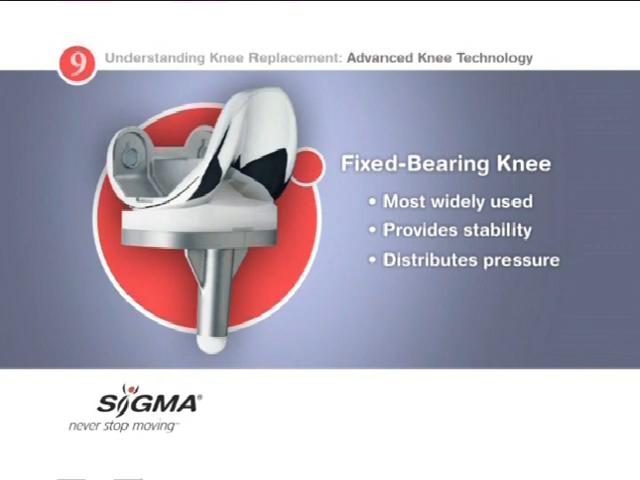 9 Understanding Knee Replacement: Advanced Knee Technology
Fixed-Bearing Knee
• Most widely used
• Provides stability
• Distributes pressure
SIGMA®
never stop moving™